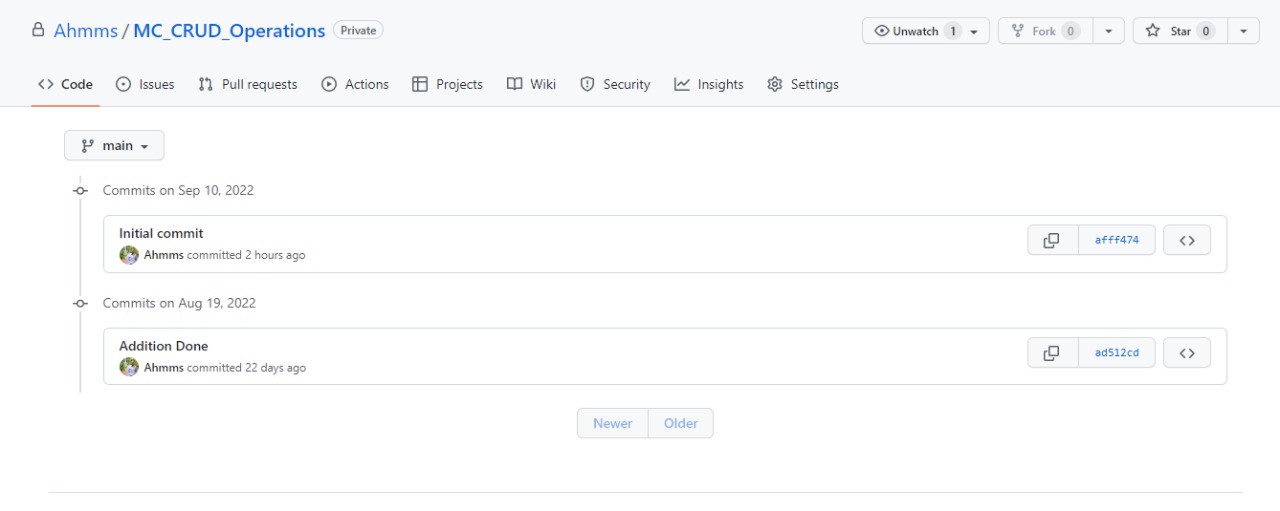 Ahmms / MC_CRUD_Operations Private Unwatch 1 Fork 0 Star 0
Code Issues Pull requests Actions Projects Wiki Security Insights Settings
main
Commits on Sep 10, 2022
Initial commit
Ahmms committed 2 hours ago
afff474
Commits on Aug 19, 2022
Addition Done
Ahmms committed 22 days ago
ad512cd
Newer Older